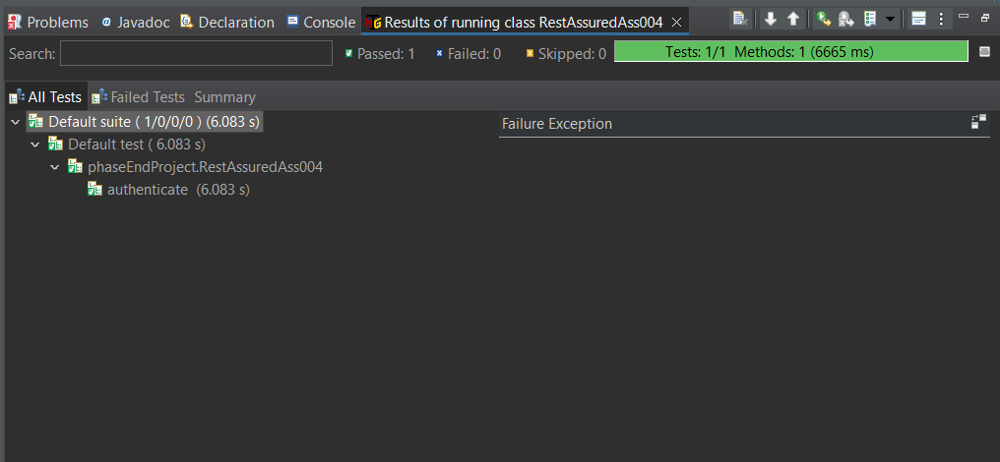 Problems Javadoc Declaration Console Results of running class RestAssuredAss004
Search: Passed: 1 Failed: 0 Skipped: 0 Tests: 1/1 Methods: 1 (6665 ms)
All Tests Failed Tests Summary
Default suite ( 1/0/0/0 ) (6.083 s) Failure Exception
Default test ( 6.083 s)
phaseEndProject.RestAssuredAss004
authenticate (6.083 s)